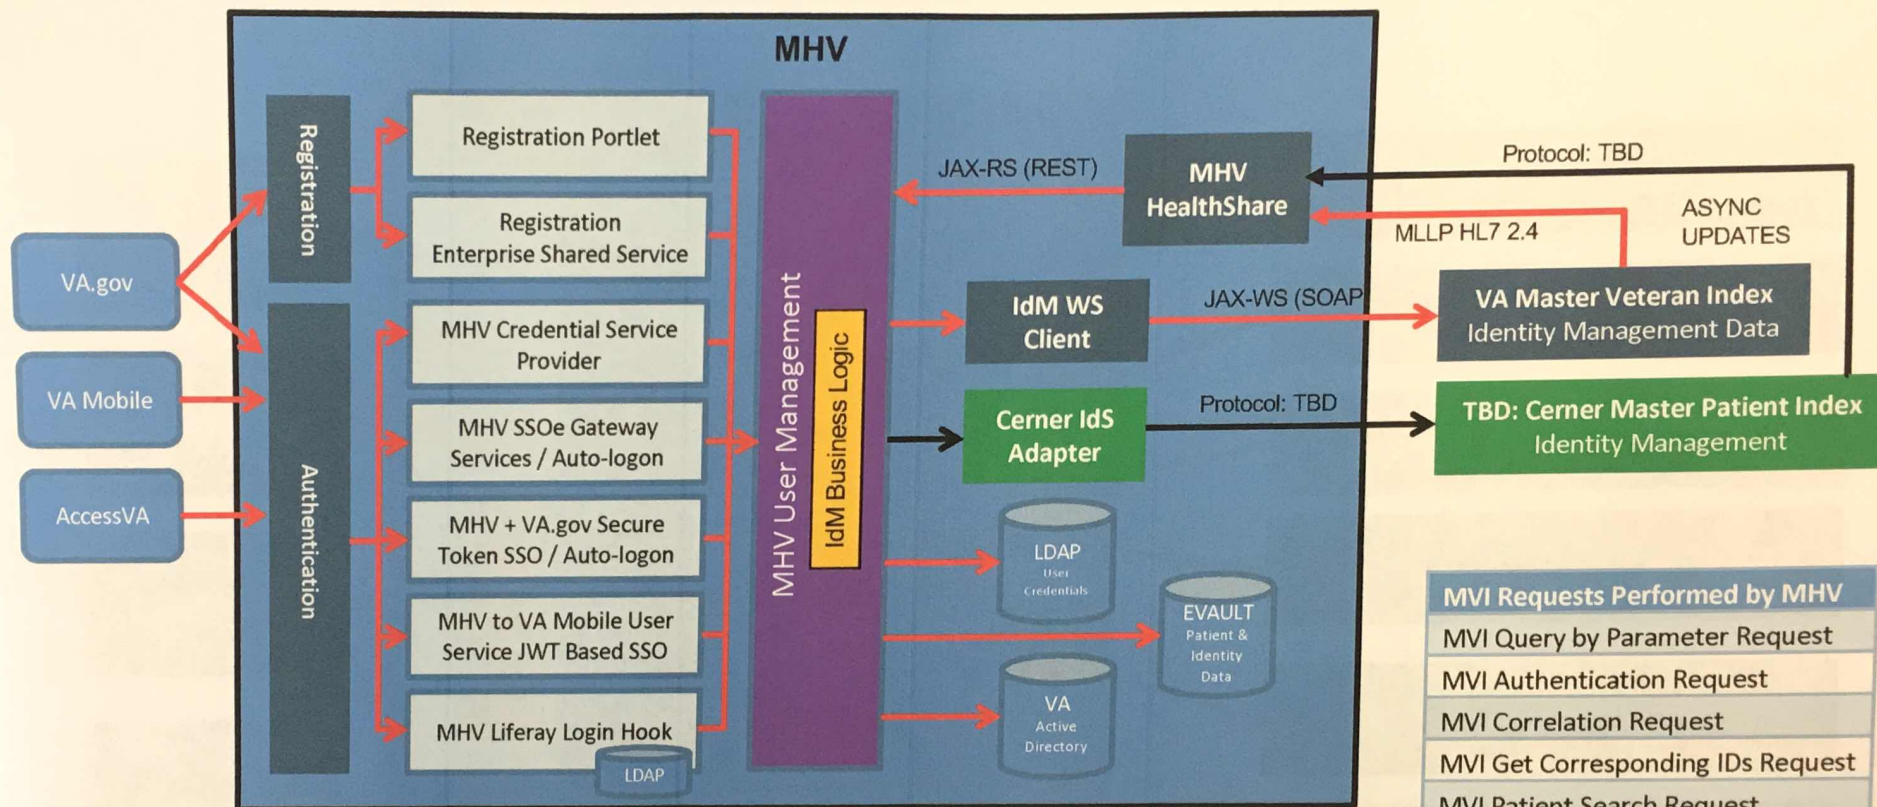 MHV
Registration
Registration Portlet
Registration
Enterprise Shared Service
VA.gov
VA Mobile
AccessVA
Authentication
MHV Credential Service
Provider
MHV SSOe Gateway
Services / Auto-logon
MHV + VA.gov Secure
Token SSO / Auto-logon
MHV to VA Mobile User
Service JWT Based SSO
MHV Liferay Login Hook
LDAP
MHV User Management
IdM Business Logic
JAX-RS (REST)
MHV
HealthShare
Protocol: TBD
MLLP HL7 2.4
ASYNC
UPDATES
IdM WS
Client
JAX-WS (SOAP
VA Master Veteran Index
Identity Management Data
Cerner IdS
Adapter
Protocol: TBD
TBD: Cerner Master Patient Index
Identity Management
LDAP
User
Credentials
EVAULT
Patient &
Identity
Data
VA
Active
Directory
MVI Requests Performed by MHV
MVI Query by Parameter Request
MVI Authentication Request
MVI Correlation Request
MVI Get Corresponding IDs Request
MVI Patient Search Request